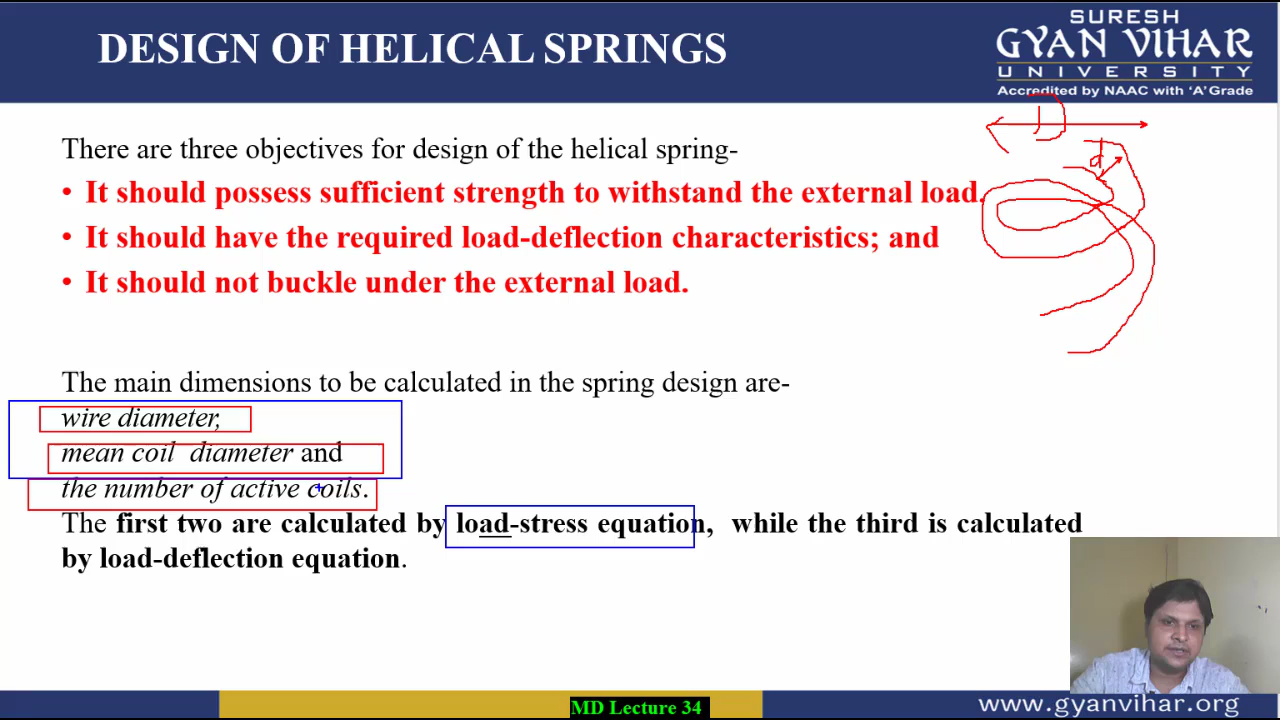 DESIGN OF HELICAL SPRINGS
SURESH
GYAN VIHAR
UNIVERSITY
Accredited by NAAC with 'A' Grade
D
d
There are three objectives for design of the helical spring-
• It should possess sufficient strength to withstand the external load.
• It should have the required load-deflection characteristics; and
• It should not buckle under the external load.
The main dimensions to be calculated in the spring design are-
wire diameter,
mean coil diameter and
the number of active coils.
The first two are calculated by load-stress equation, while the third is calculated
by load-deflection equation.
MD Lecture 34
www.gyanvihar.org